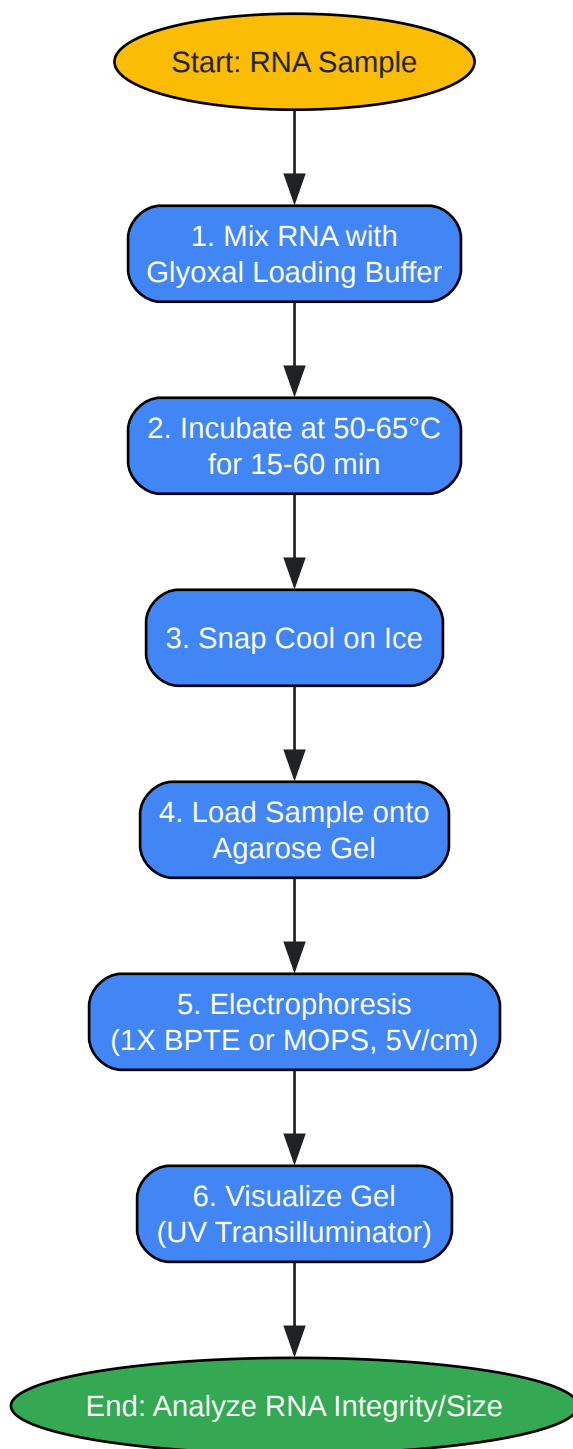 Start: RNA Sample
1. Mix RNA with
Glyoxal Loading Buffer
2. Incubate at 50-65°C
for 15-60 min
3. Snap Cool on Ice
4. Load Sample onto
Agarose Gel
5. Electrophoresis
(1X BPTE or MOPS, 5V/cm)
6. Visualize Gel
(UV Transilluminator)
End: Analyze RNA Integrity/Size